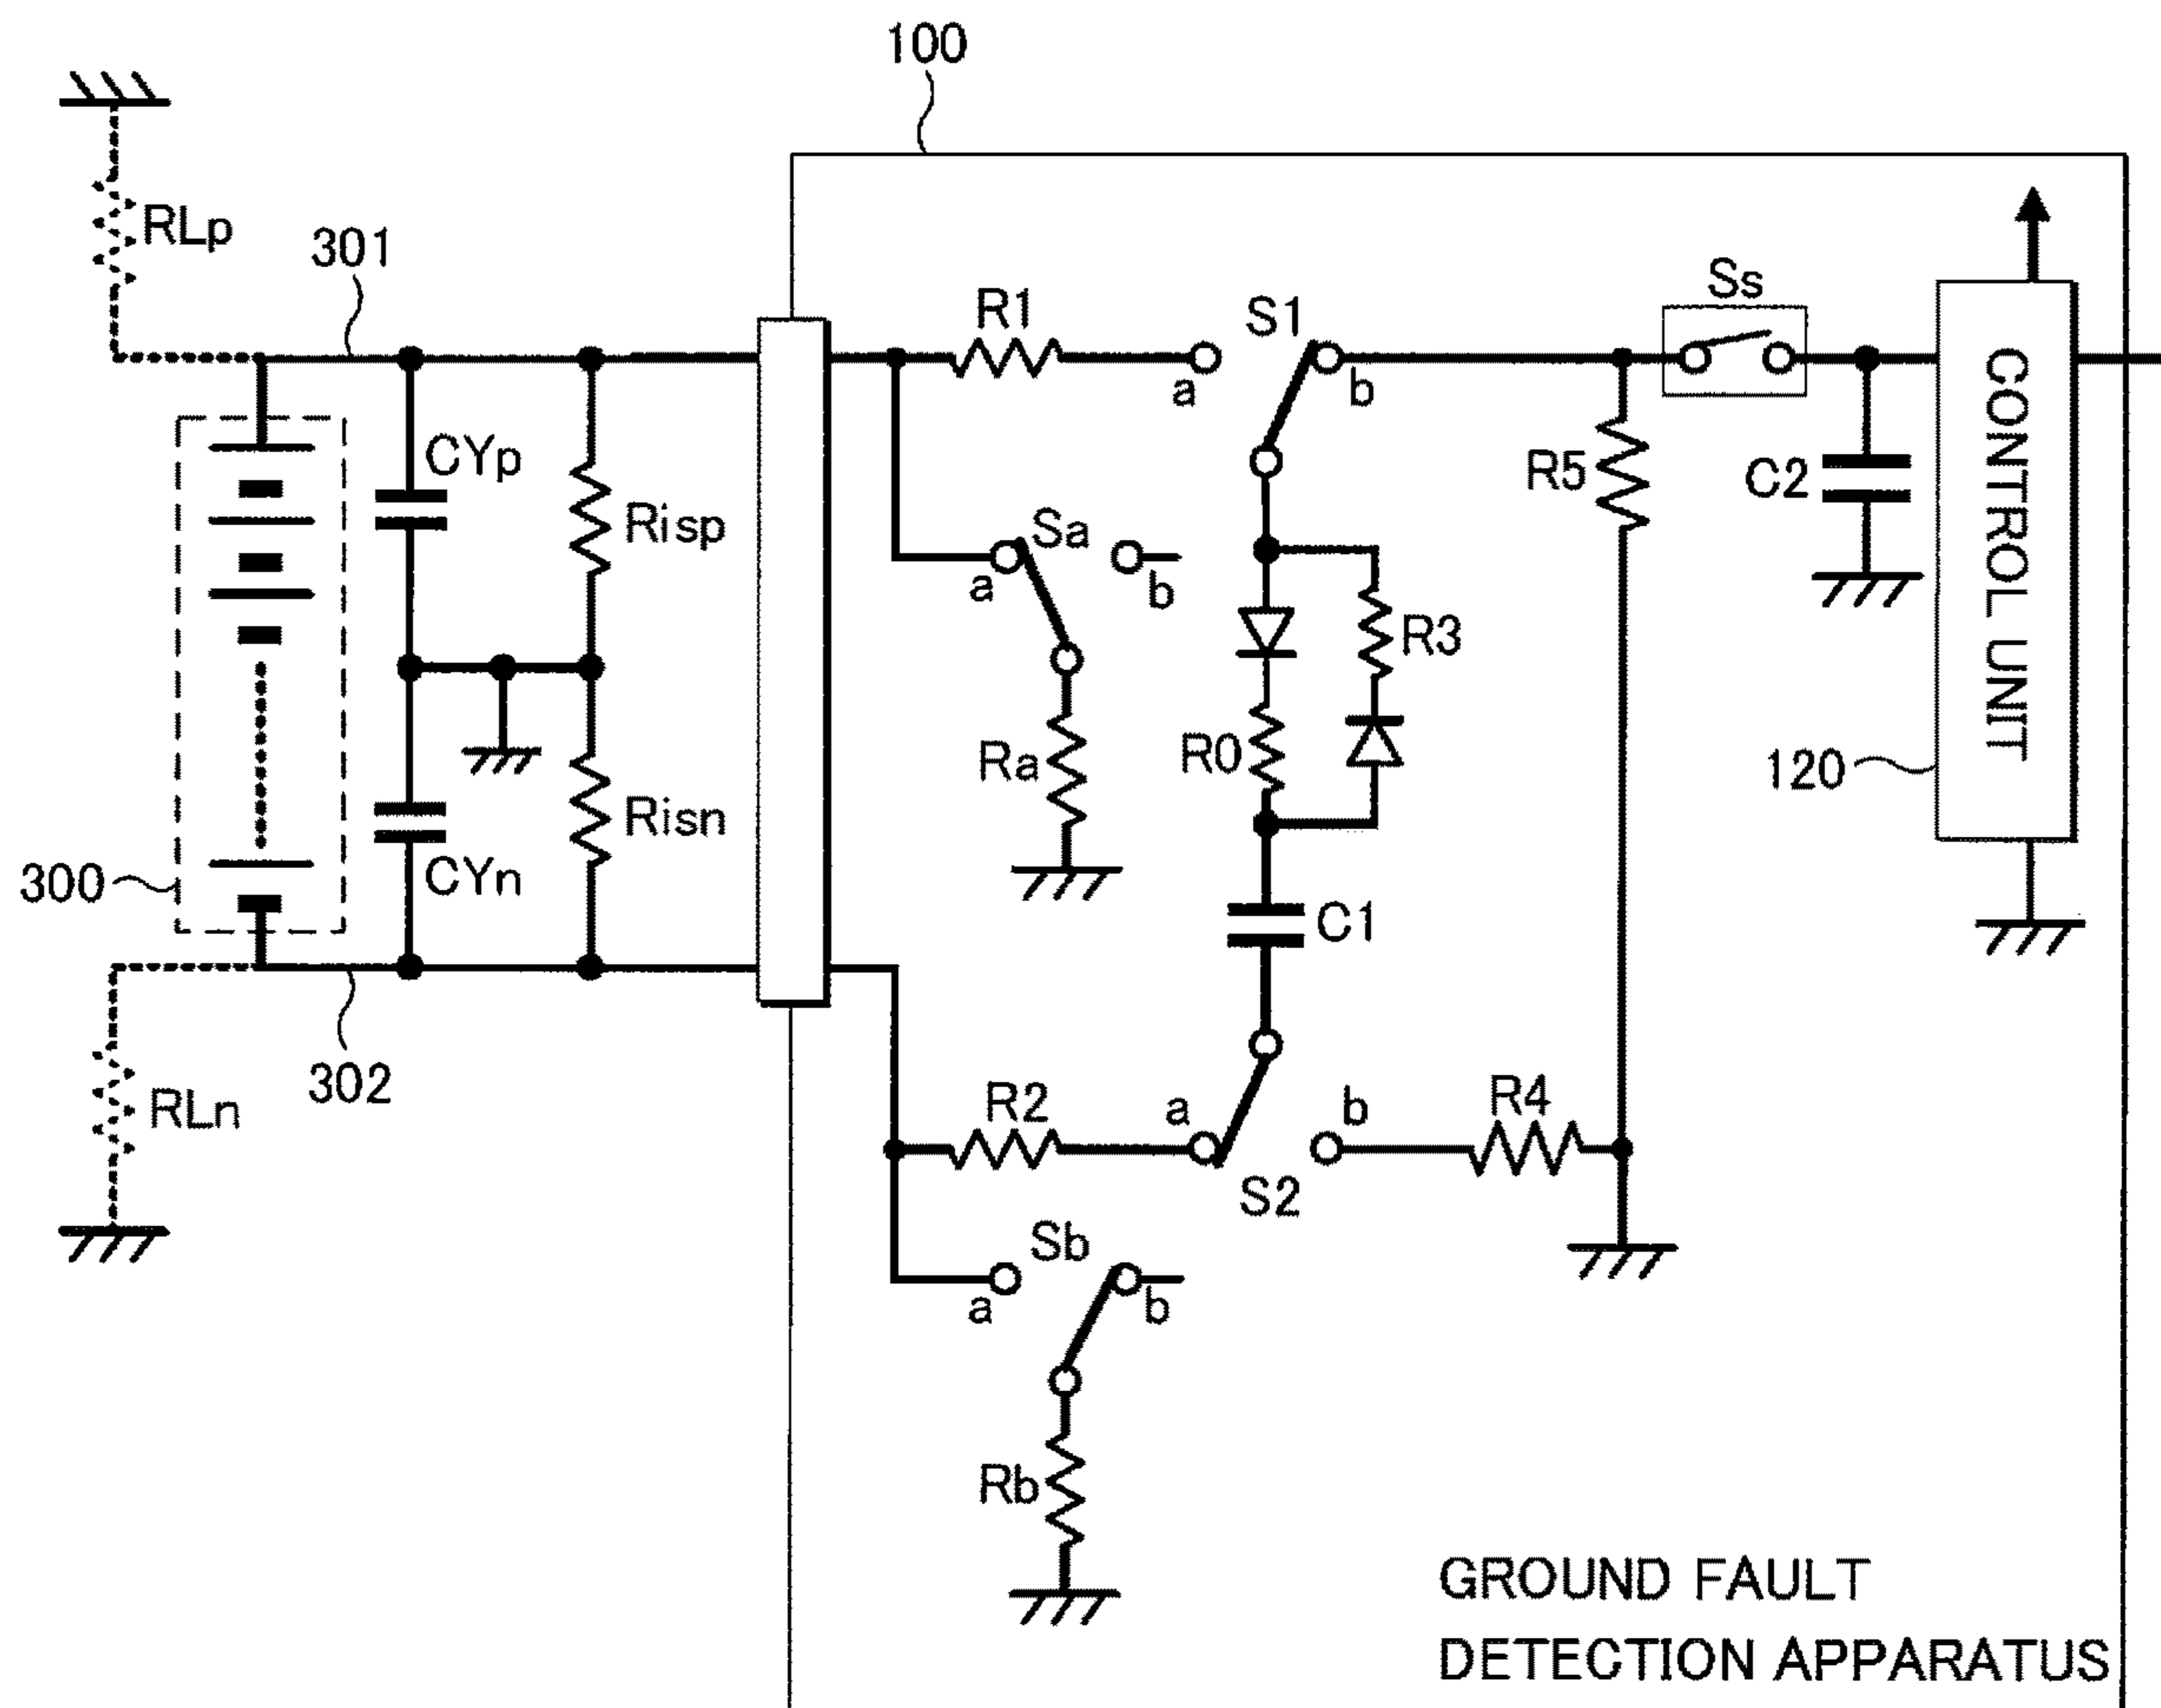 100
RLp
301
R1
S1
Ss
a
b
CYp
Risp
Sa
a
b
R5
C2
CONTROL UNIT
R3
Ra
R0
120
Risn
300
CYn
C1
302
RLn
R2
a
b
R4
S2
Sb
a
b
Rb
GROUND FAULT
DETECTION APPARATUS